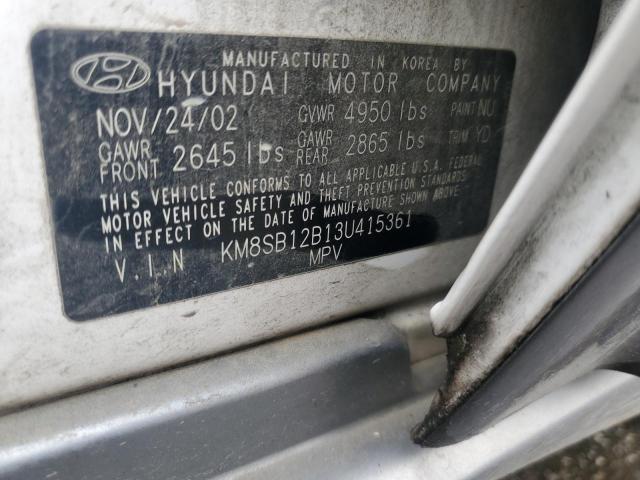 MANUFACTURED IN KOREA BY
HYUNDAI MOTOR COMPANY
NOV/24/02 GVWR 4950 lbs PAINT NU
GAWR FRONT 2645 lbs GAWR REAR 2865 lbs TRIM YD
THIS VEHICLE CONFORMS TO ALL APPLICABLE U.S.A. FEDERAL
MOTOR VEHICLE SAFETY AND THEFT PREVENTION STANDARDS
IN EFFECT ON THE DATE OF MANUFACTURE SHOWN ABOVE.
V.I.N KM8SB12B13U415361
MPV